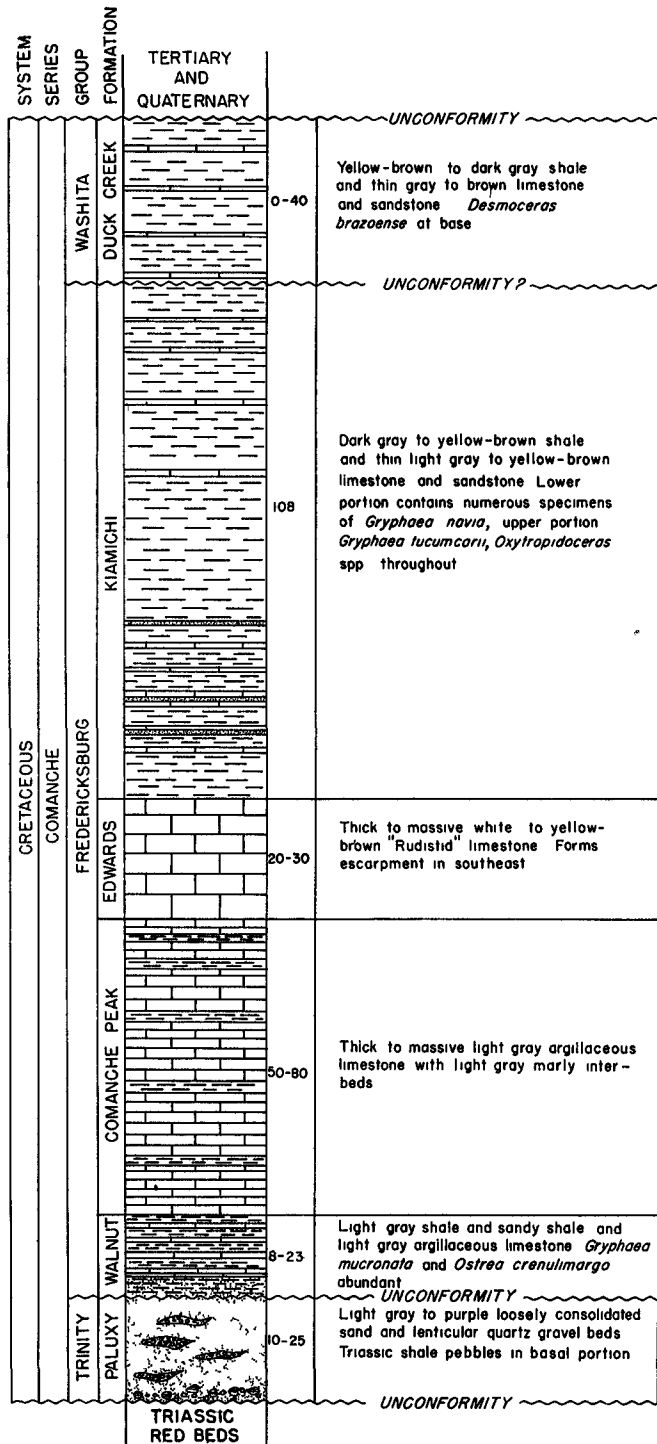 SYSTEM
SERIES
GROUP
FORMATION
TERTIARY
AND
QUATERNARY
UNCONFORMITY
CRETACEOUS
COMANCHE
WASHITA
DUCK CREEK
0-40
Yellow-brown to dark gray shale
and thin gray to brown limestone
and sandstone Desmoceras
brazoense at base
UNCONFORMITY?
FREDERICKSBURG
KIAMICHI
108
Dark gray to yellow-brown shale
and thin light gray to yellow-brown
limestone and sandstone Lower
portion contains numerous specimens
of Gryphaea navia, upper portion
Gryphaea tucumcarii, Oxytropidoceras
spp throughout
EDWARDS
20-30
Thick to massive white to yellow-
brown "Rudistid" limestone Forms
escarpment in southeast
COMANCHE PEAK
50-80
Thick to massive light gray argillaceous
limestone with light gray marly inter-
beds
WALNUT
8-23
Light gray shale and sandy shale and
light gray argillaceous limestone Gryphaea
mucronata and Ostrea crenulimargo
abundant
UNCONFORMITY
TRINITY
PALUXY
10-25
Light gray to purple loosely consolidated
sand and lenticular quartz gravel beds
Triassic shale pebbles in basal portion
UNCONFORMITY
TRIASSIC
RED BEDS